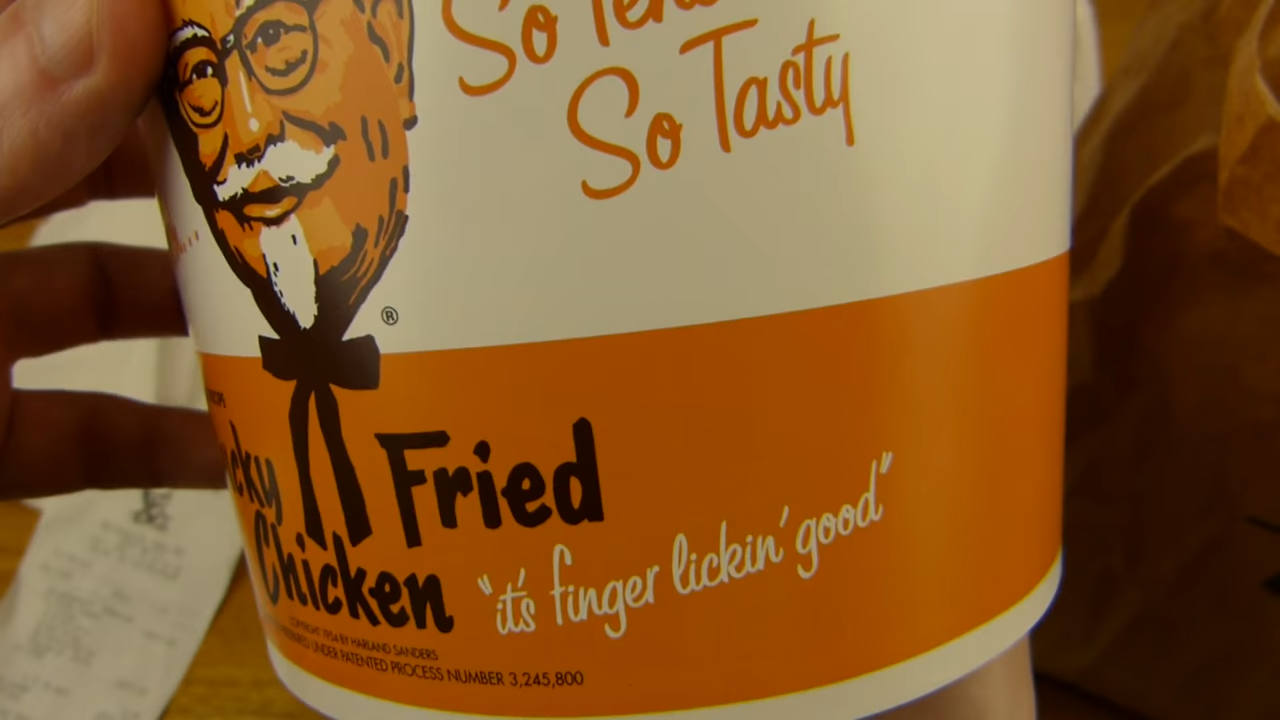 So
So Tasty
®
Fried
Chicken
"it's finger lickin' good"
COPYRIGHT 1954 BY HARLAND SANDERS
UNDER PATENTED PROCESS NUMBER 3,245,800